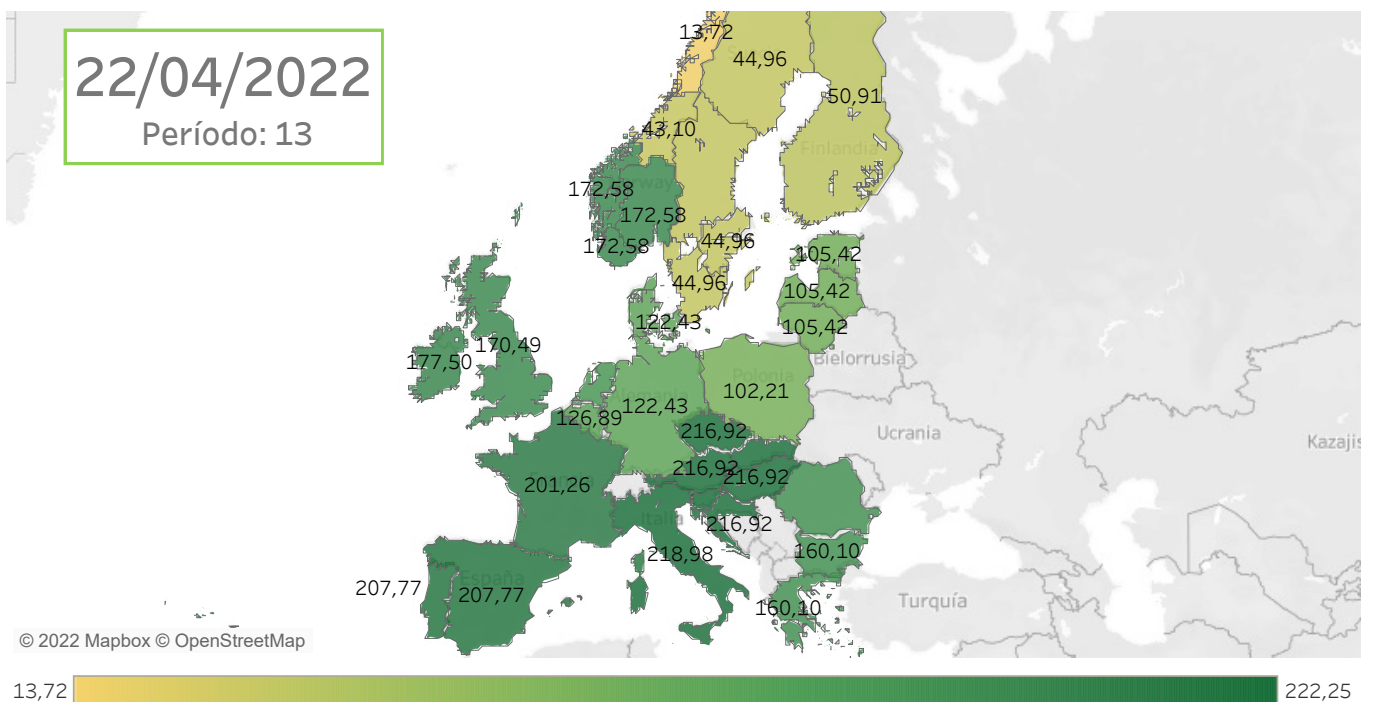 22/04/2022
Período: 13
13,72
44,96
50,91
43,10
Finlandia
172,58
Norway
172,58
172,58
44,96
44,96
105,42
105,42
105,42
122,43
170,49
177,50
Bielorrusia
Polonia
102,21
126,89
122,43
216,92
Ucrania
Kazajis
216,92
216,92
201,26
Italia
216,92
218,98
160,10
España
207,77
207,77
160,10
Turquía
© 2022 Mapbox © OpenStreetMap
13,72
222,25